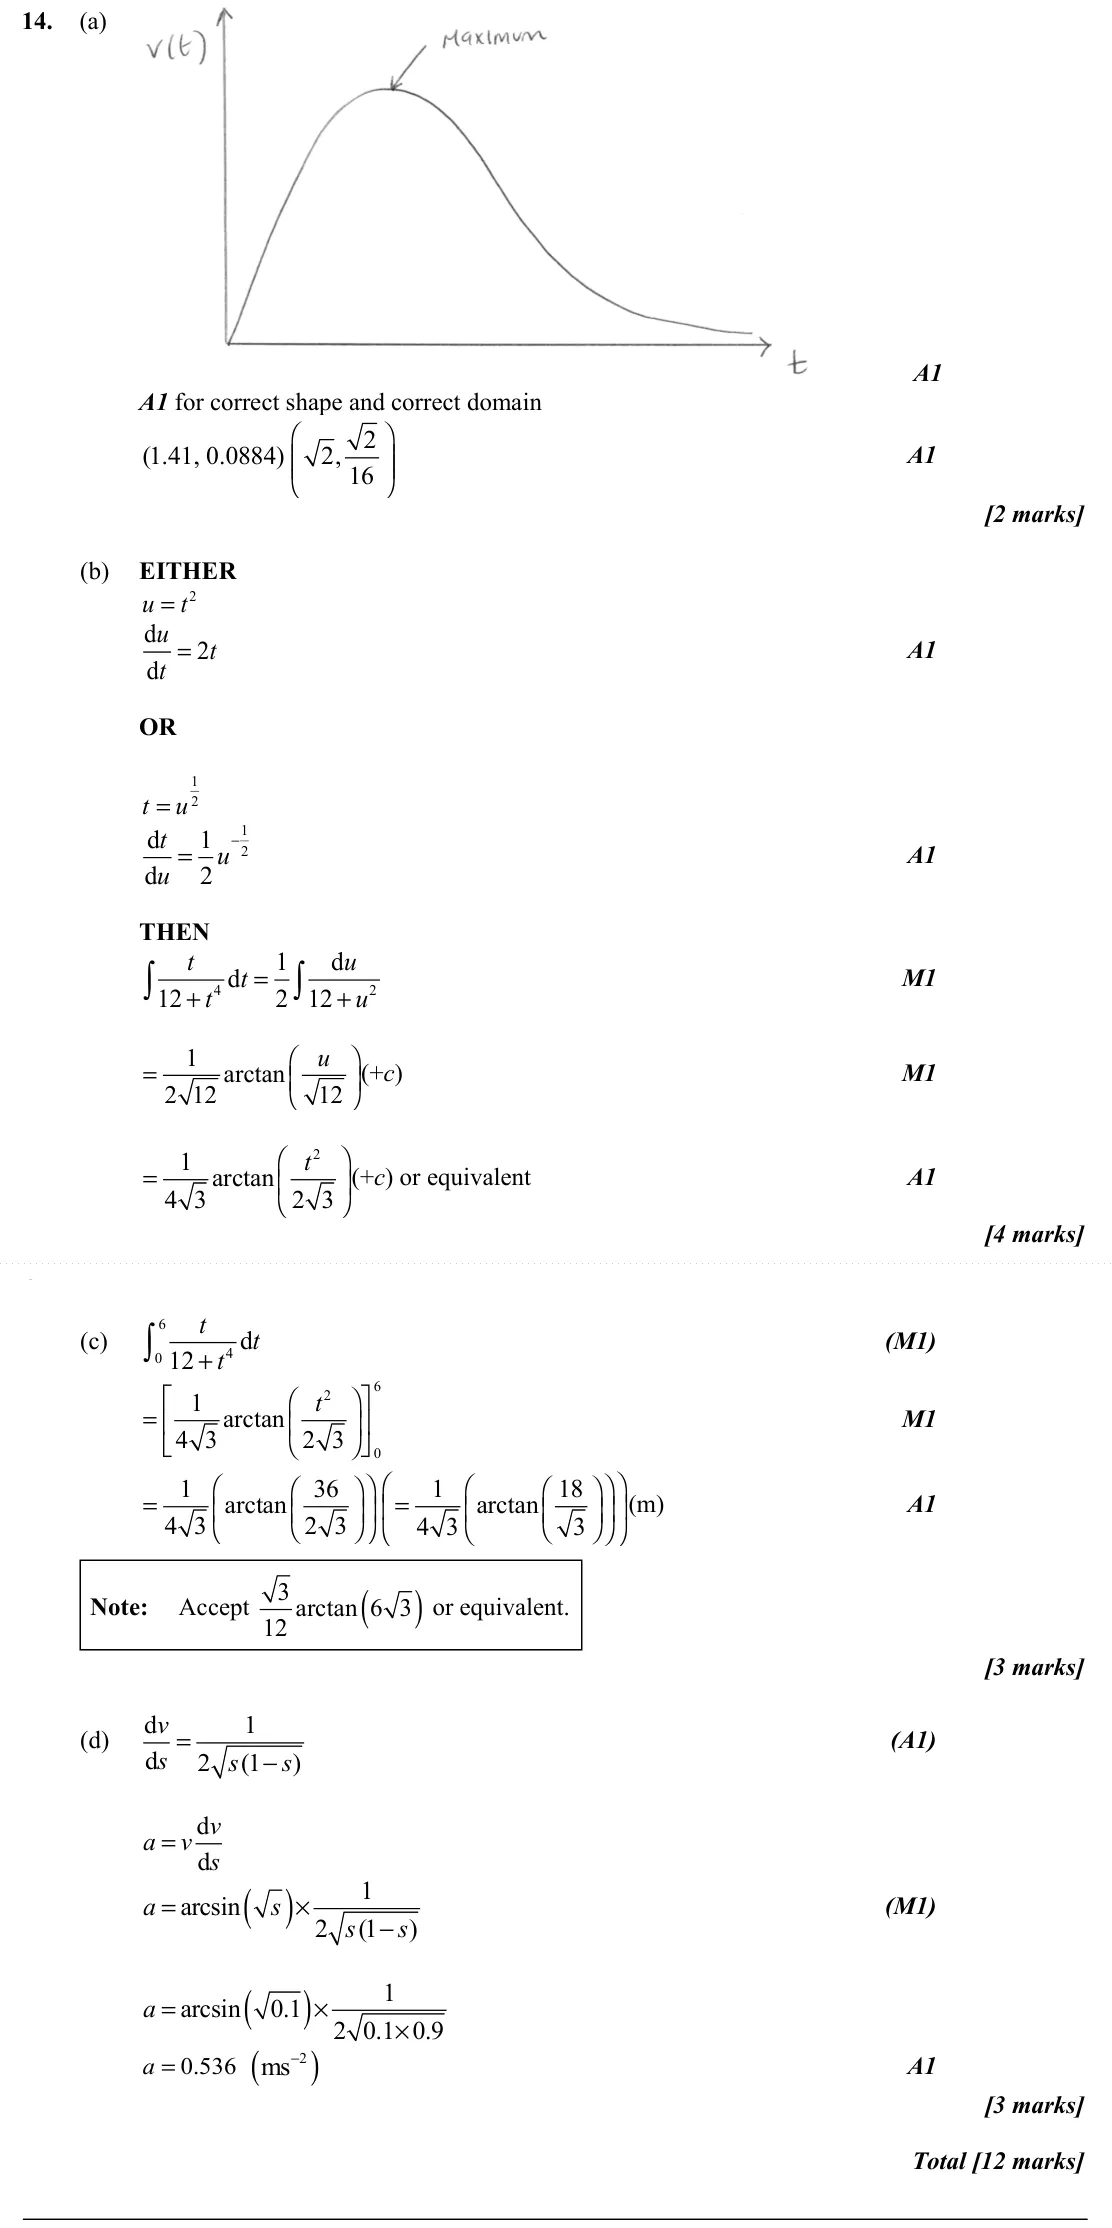 14. (a)
v(t)
Maximum
t
A1
A1 for correct shape and correct domain
(1.41, 0.0884) (√2, √2/16) A1
[2 marks]
(b) EITHER
u = t²
du/dt = 2t A1
OR
t = u^(1/2)
dt/du = 1/2 u^(-1/2) A1
THEN
∫ t/(12 + t⁴) dt = 1/2 ∫ du/(12 + u²) M1
= 1/(2√12) arctan(u/√12)(+c) M1
= 1/(4√3) arctan(t²/(2√3))(+c) or equivalent A1
[4 marks]
(c) ∫₀⁶ t/(12 + t⁴) dt (M1)
= [1/(4√3) arctan(t²/(2√3))]₀⁶ M1
= 1/(4√3) (arctan(36/(2√3))) (= 1/(4√3) (arctan(18/√3))) (m) A1
Note: Accept √3/12 arctan(6√3) or equivalent.
[3 marks]
(d) dv/ds = 1/(2√(s(1 − s))) (A1)
a = v dv/ds
a = arcsin(√s) × 1/(2√(s(1 − s))) (M1)
a = arcsin(√0.1) × 1/(2√(0.1 × 0.9))
a = 0.536 (ms⁻²) A1
[3 marks]
Total [12 marks]